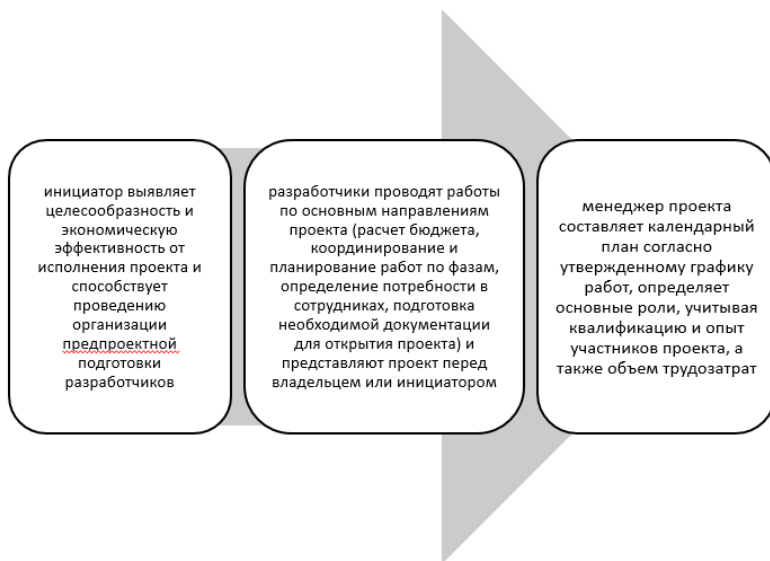 инициатор выявляет
целесообразность и
экономическую
эффективность от
исполнения проекта и
способствует
проведению
организации
предпроектной
подготовки
разработчиков
разработчики проводят работы
по основным направлениям
проекта (расчет бюджета,
координирование и
планирование работ по фазам,
определение потребности в
сотрудниках, подготовка
необходимой документации
для открытия проекта) и
представляют проект перед
владельцем или инициатором
менеджер проекта
составляет календарный
план согласно
утвержденному графику
работ, определяет
основные роли, учитывая
квалификацию и опыт
участников проекта, а
также объем трудозатрат